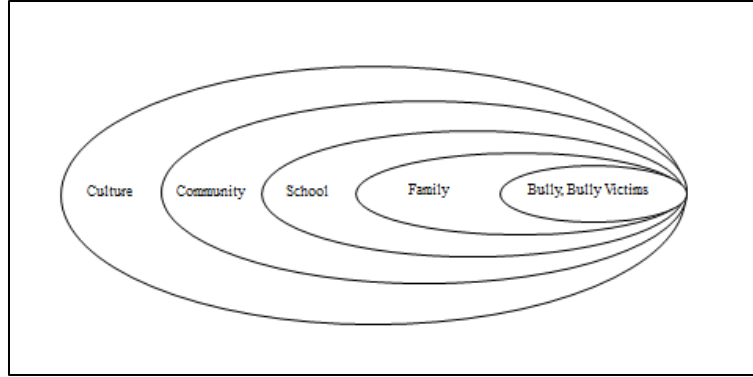 Culture
Community
School
Family
Bully, Bully Victims